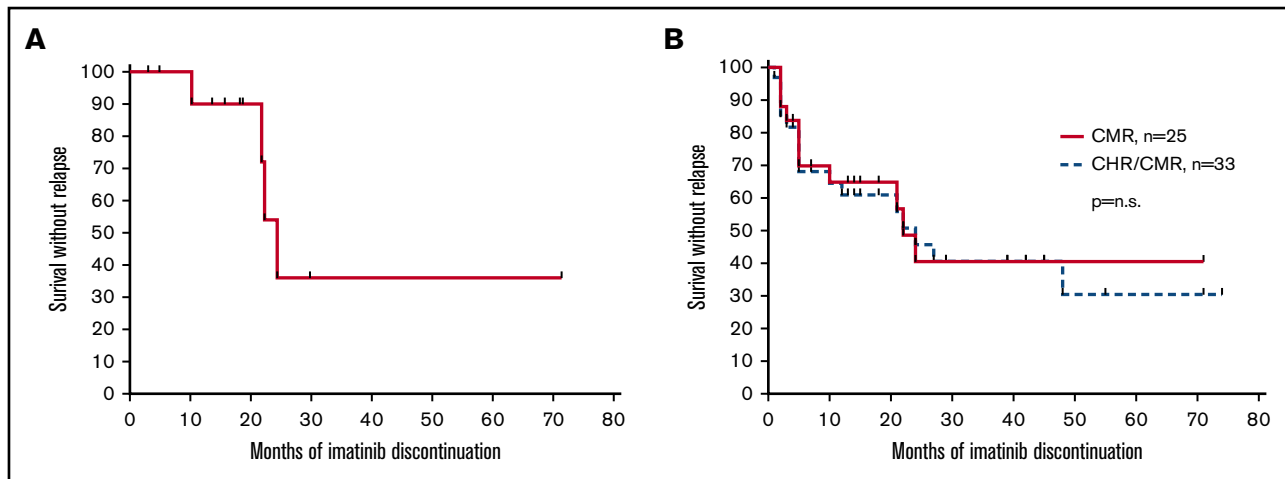 A
100
90
80
70
60
50
40
30
20
10
0
Surival without relapse
0 10 20 30 40 50 60 70 80
Months of imatinib discontinuation
B
100
90
80
70
60
50
40
30
20
10
0
Surival without relapse
CMR, n=25
CHR/CMR, n=33
p=n.s.
0 10 20 30 40 50 60 70 80
Months of imatinib discontinuation